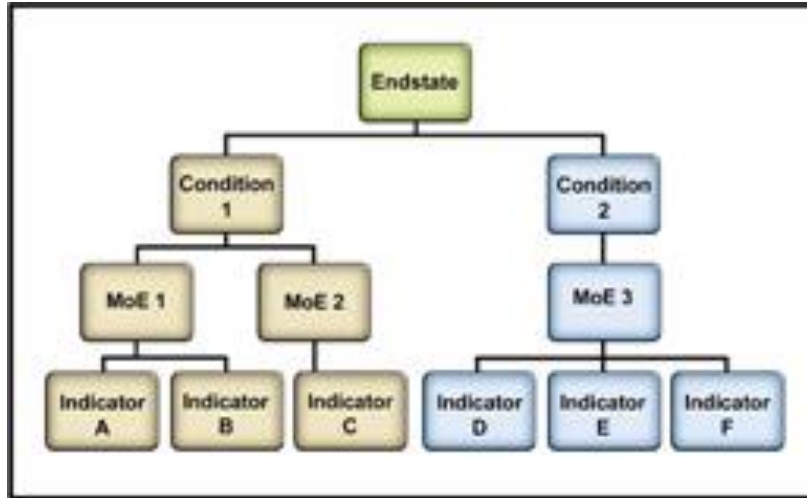 Endstate
Condition
1
Condition
2
MoE 1
MoE 2
MoE 3
Indicator
A
Indicator
B
Indicator
C
Indicator
D
Indicator
E
Indicator
F